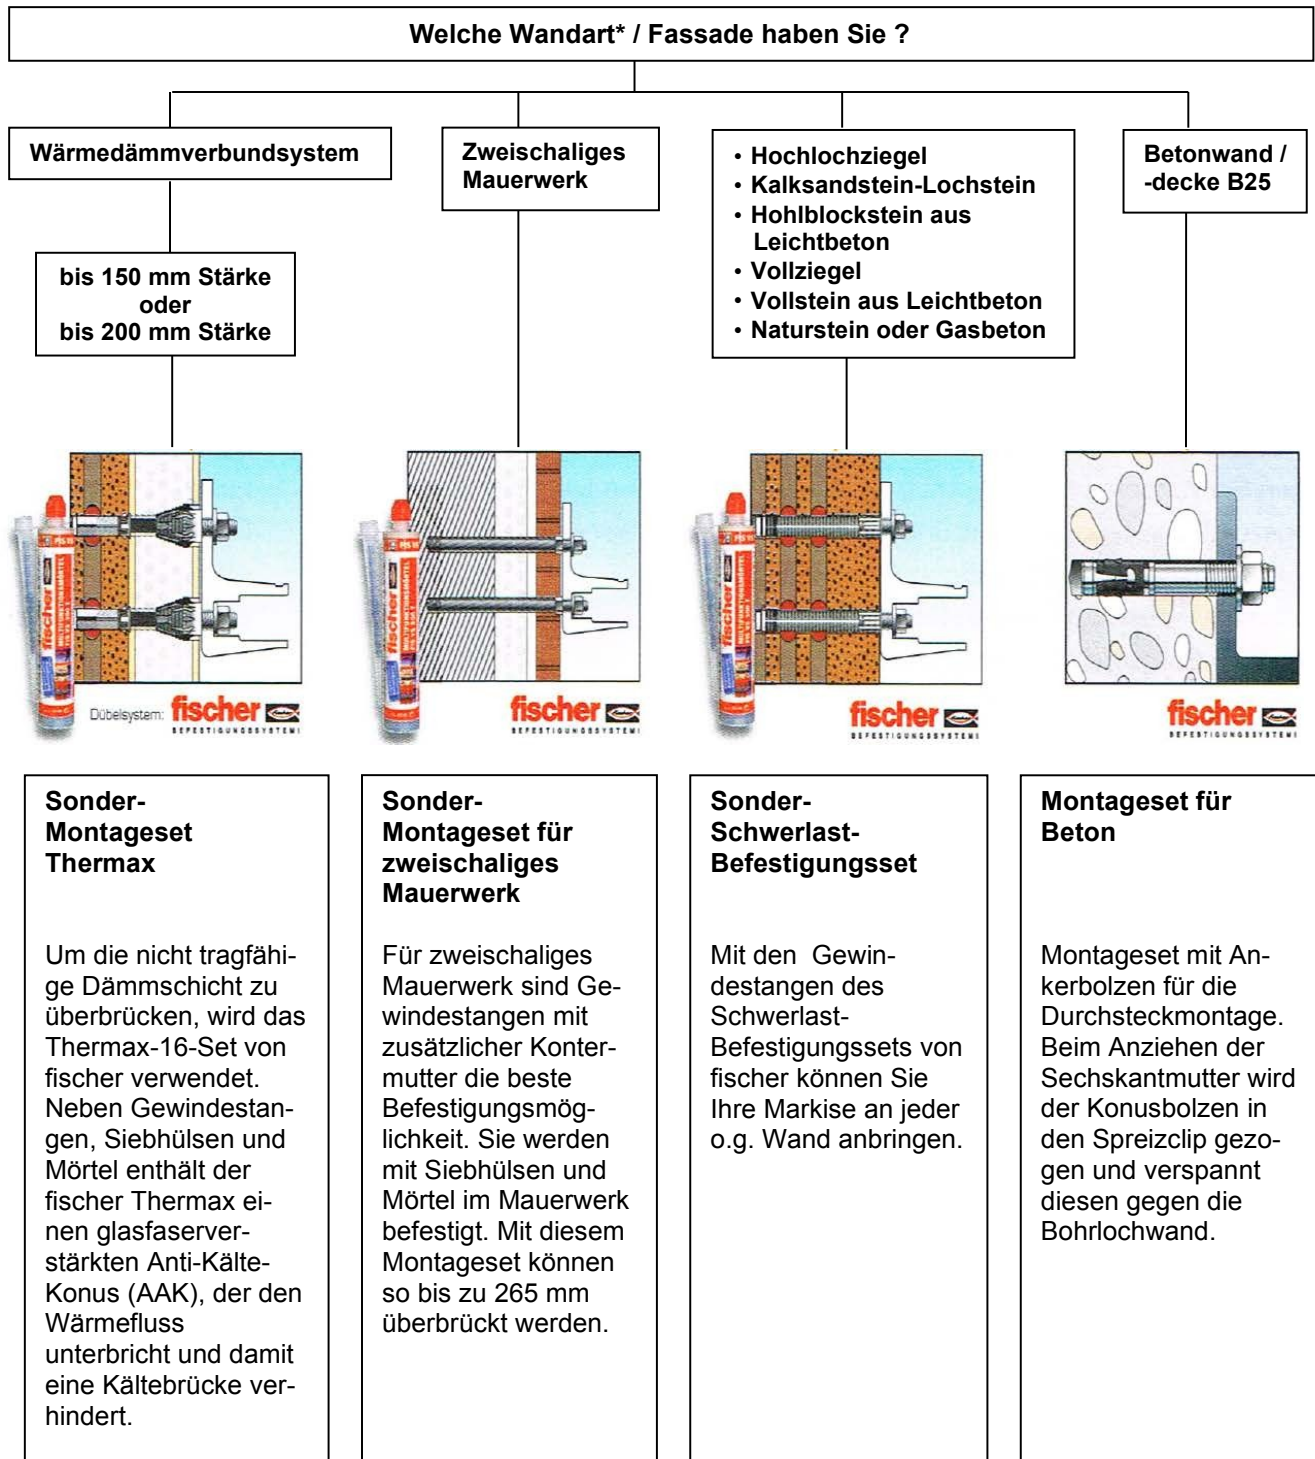 Welche Wandart* / Fassade haben Sie ?
Wärmedämmverbundsystem
bis 150 mm Stärke
oder
bis 200 mm Stärke
Zweischaliges
Mauerwerk
• Hochlochziegel
• Kalksandstein-Lochstein
• Hohlblockstein aus
Leichtbeton
• Vollziegel
• Vollstein aus Leichtbeton
• Naturstein oder Gasbeton
Betonwand /
-decke B25
fischer
Dübelsystem: fischer
BEFESTIGUNGSSYSTEME
fischer
fischer
BEFESTIGUNGSSYSTEME
fischer
fischer
BEFESTIGUNGSSYSTEME
fischer
BEFESTIGUNGSSYSTEME
Sonder-
Montageset
Thermax
Um die nicht tragfähi-
ge Dämmschicht zu
überbrücken, wird das
Thermax-16-Set von
fischer verwendet.
Neben Gewindestan-
gen, Siebhülsen und
Mörtel enthält der
fischer Thermax ei-
nen glasfaserver-
stärkten Anti-Kälte-
Konus (AAK), der den
Wärmefluss
unterbricht und damit
eine Kältebrücke ver-
hindert.
Sonder-
Montageset für
zweischaliges
Mauerwerk
Für zweischaliges
Mauerwerk sind Ge-
windestangen mit
zusätzlicher Konter-
mutter die beste
Befestigungsmög-
lichkeit. Sie werden
mit Siebhülsen und
Mörtel im Mauerwerk
befestigt. Mit diesem
Montageset können
so bis zu 265 mm
überbrückt werden.
Sonder-
Schwerlast-
Befestigungsset
Mit den  Gewin-
destangen des
Schwerlast-
Befestigungssets von
fischer können Sie
Ihre Markise an jeder
o.g. Wand anbringen.
Montageset für
Beton
Montageset mit An-
kerbolzen für die
Durchsteckmontage.
Beim Anziehen der
Sechskantmutter wird
der Konusbolzen in
den Spreizclip gezo-
gen und verspannt
diesen gegen die
Bohrlochwand.